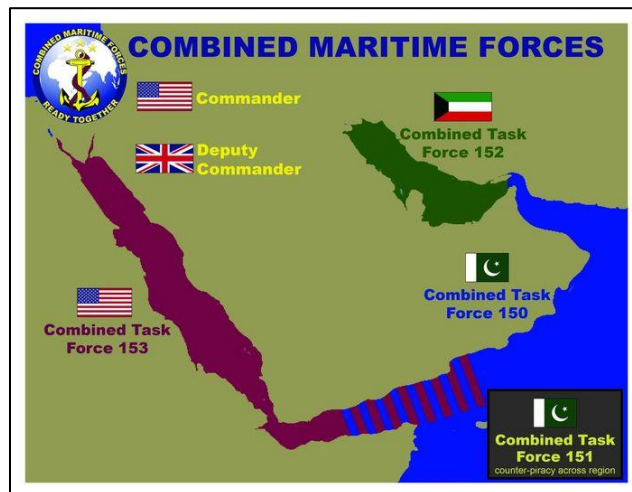 COMBINED MARITIME FORCES
COMBINED MARITIME FORCES
READY TOGETHER
Commander
Deputy
Commander
Combined Task
Force 152
Combined Task
Force 150
Combined Task
Force 153
Combined Task
Force 151
counter-piracy across region